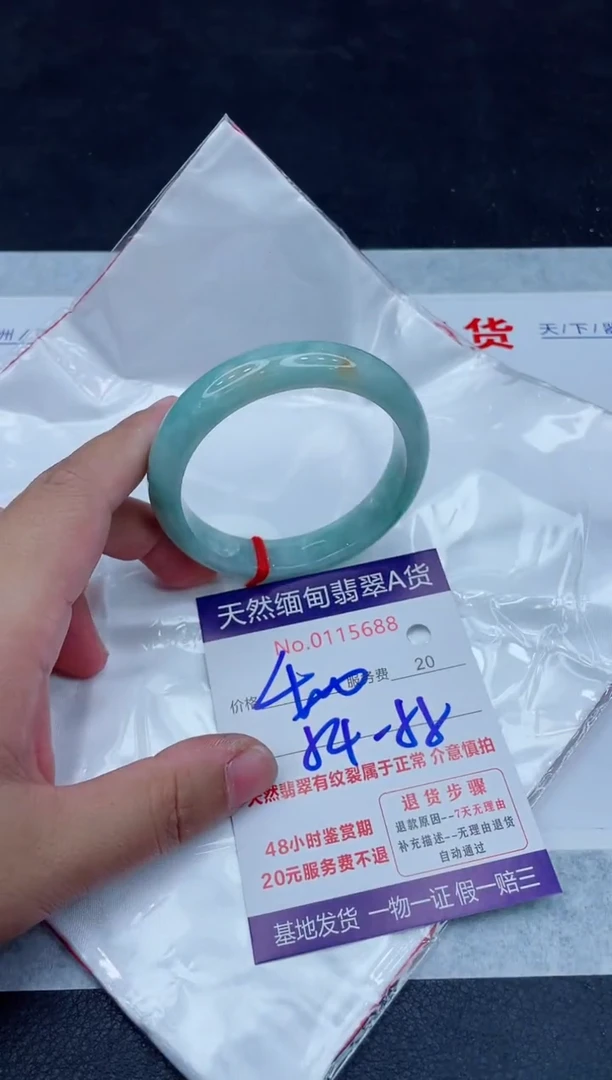 货
天/下/
洲/
天然缅甸翡翠A货
No.0115688
价格 400 服务费 20
84-88
天然翡翠有纹裂属于正常 介意慎拍
48小时鉴赏期
20元服务费不退
退货步骤
退款原因--7天无理由
补充描述--无理由退货
自动通过
基地发货 一物一证 假一赔三